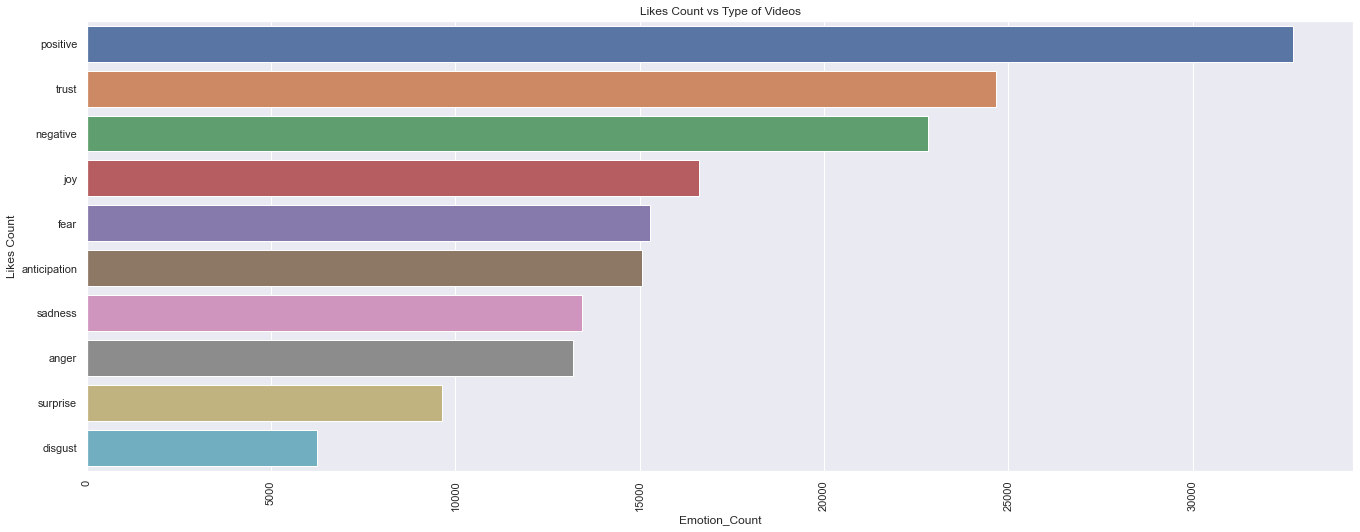 Likes Count vs Type of Videos
positive
trust
negative
joy
fear
anticipation
sadness
anger
surprise
disgust
Likes Count
0
5000
10000
15000
20000
25000
30000
Emotion_Count